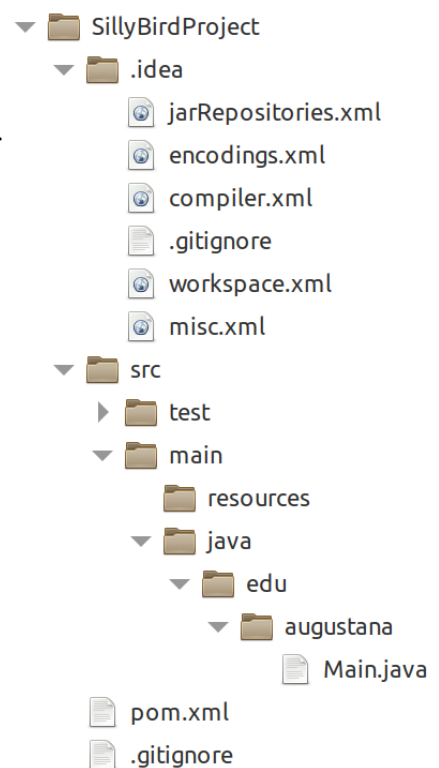 SillyBirdProject
.idea
jarRepositories.xml
encodings.xml
compiler.xml
.gitignore
workspace.xml
misc.xml
src
test
main
resources
java
edu
augustana
Main.java
pom.xml
.gitignore